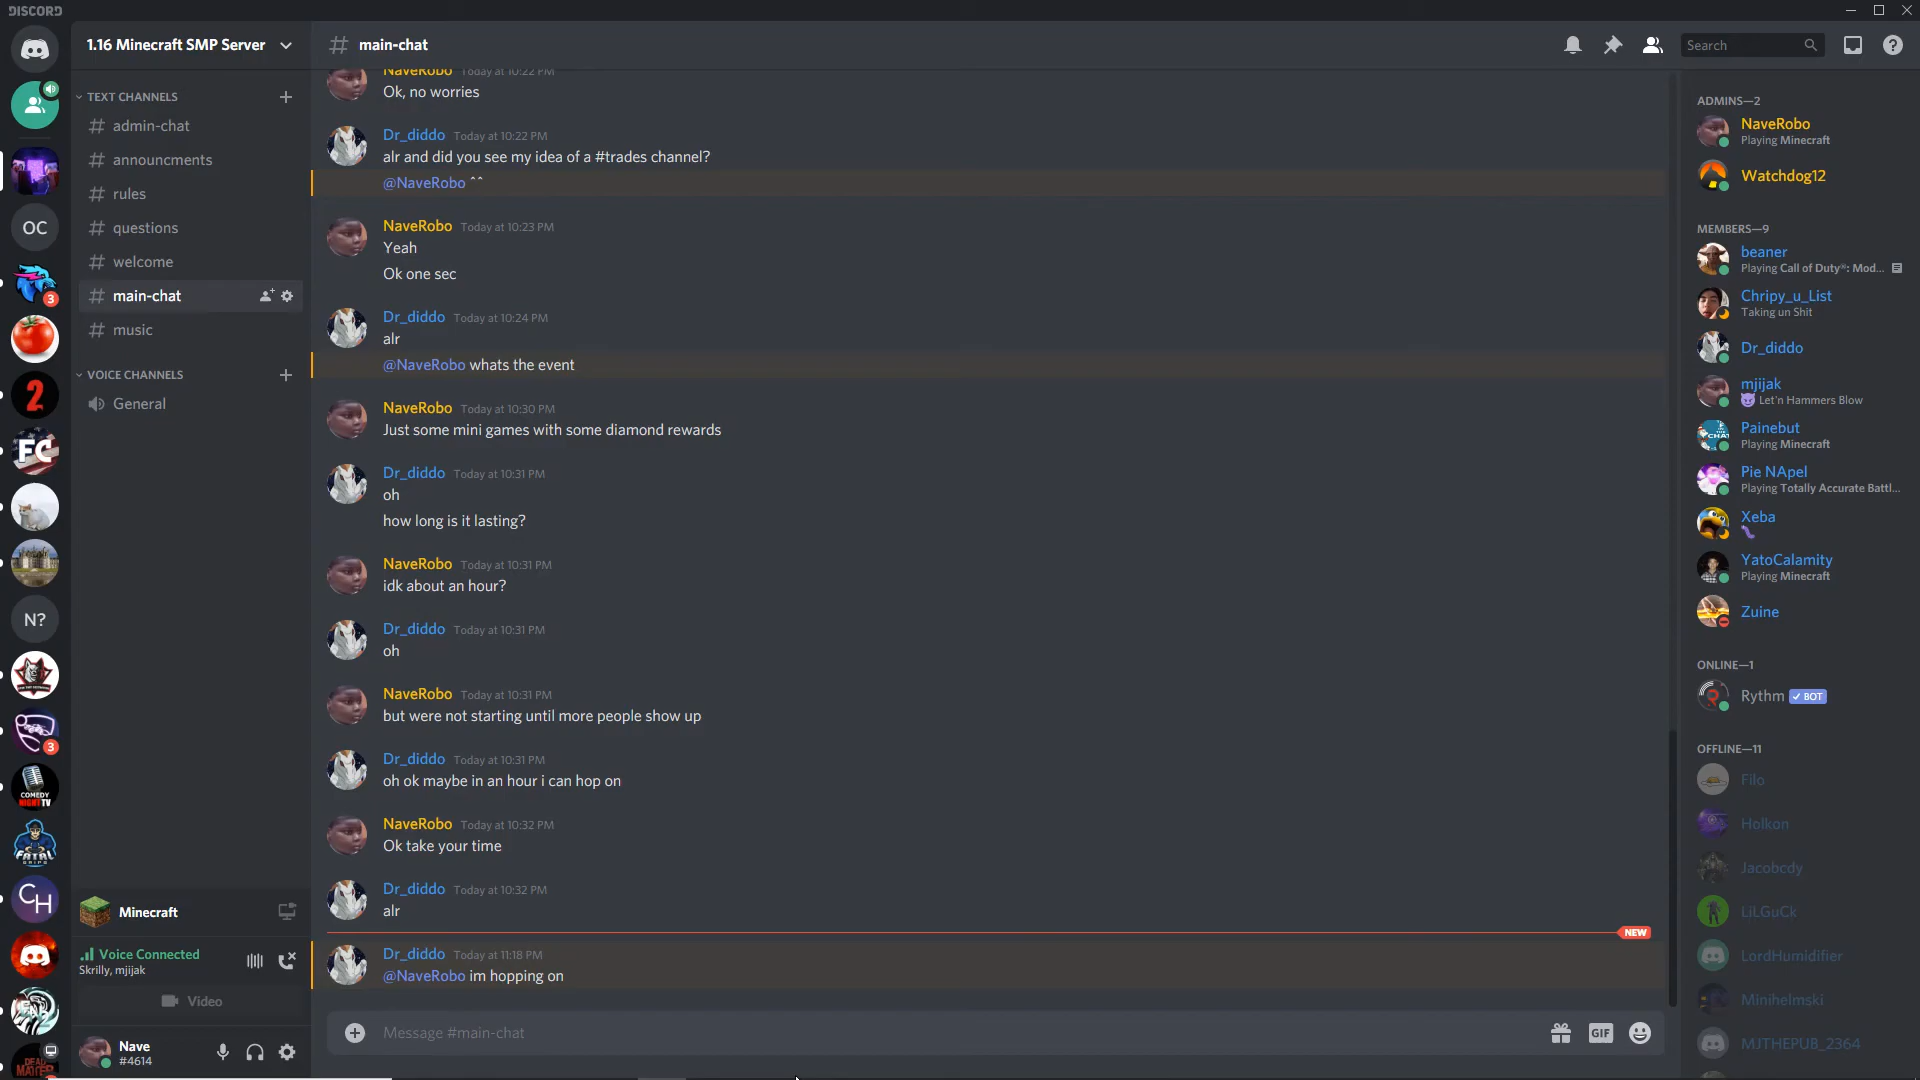 DISCORD
1.16 Minecraft SMP Server
TEXT CHANNELS
admin-chat
announcments
rules
questions
welcome
main-chat
music
VOICE CHANNELS
General
OC
3
2
FC
N?
3
COMEDY
NIGHT TV
FATAL
CH
DEAD
MATTER
Minecraft
Voice Connected
Skrilly, mjijak
Video
Nave
#4614
main-chat
Search
NaveRobo Today at 10:22 PM
Ok, no worries
Dr_diddo Today at 10:22 PM
alr and did you see my idea of a #trades channel?
@NaveRobo ^^
NaveRobo Today at 10:23 PM
Yeah
Ok one sec
Dr_diddo Today at 10:24 PM
alr
@NaveRobo whats the event
NaveRobo Today at 10:30 PM
Just some mini games with some diamond rewards
Dr_diddo Today at 10:31 PM
oh
how long is it lasting?
NaveRobo Today at 10:31 PM
idk about an hour?
Dr_diddo Today at 10:31 PM
oh
NaveRobo Today at 10:31 PM
but were not starting until more people show up
Dr_diddo Today at 10:31 PM
oh ok maybe in an hour i can hop on
NaveRobo Today at 10:32 PM
Ok take your time
Dr_diddo Today at 10:32 PM
alr
NEW
Dr_diddo Today at 11:18 PM
@NaveRobo im hopping on
Message #main-chat
GIF
ADMINS—2
NaveRobo
Playing Minecraft
Watchdog12
MEMBERS—9
beaner
Playing Call of Duty®: Mod...
Chripy_u_List
Taking un Shit
Dr_diddo
mjijak
Let'n Hammers Blow
Painebut
Playing Minecraft
Pie NApel
Playing Totally Accurate Battl...
Xeba
YatoCalamity
Playing Minecraft
Zuine
ONLINE—1
Rythm BOT
OFFLINE—11
Filo
Holkon
Jacobcdy
LiLGuCk
LordHumidifier
Minihelmski
MJTHEPUB_2364